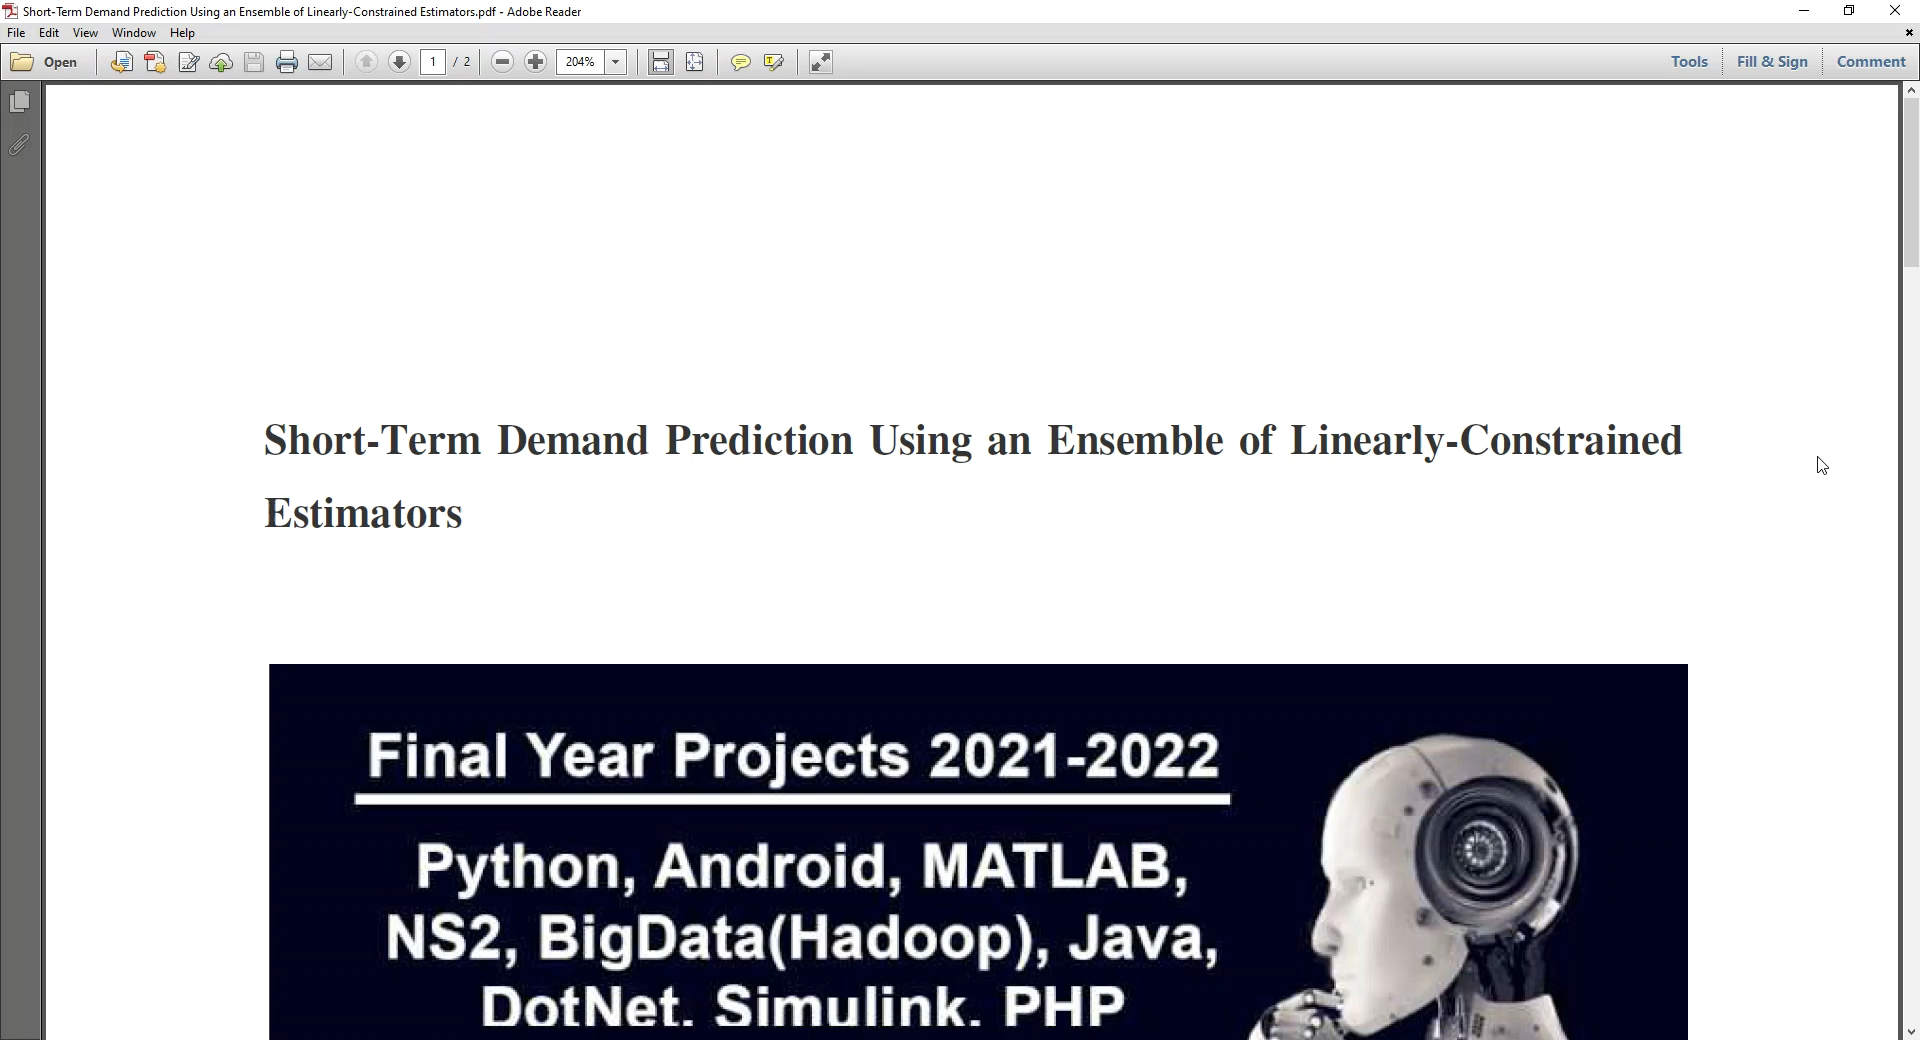 Short-Term Demand Prediction Using an Ensemble of Linearly-Constrained Estimators.pdf - Adobe Reader
File Edit View Window Help
Open 1 / 2 204% Tools Fill & Sign Comment
Short-Term Demand Prediction Using an Ensemble of Linearly-Constrained
Estimators
Final Year Projects 2021-2022
Python, Android, MATLAB,
NS2, BigData(Hadoop), Java,
DotNet, Simulink, PHP